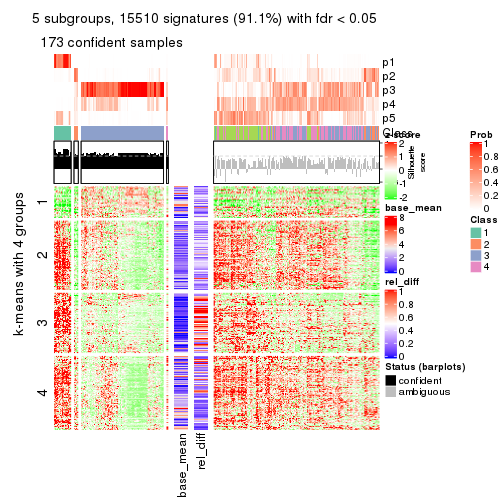 5 subgroups, 15510 signatures (91.1%) with fdr < 0.05
173 confident samples
p1
p2
p3
p4
p5
Class
Silhouette
score
k-means with 4 groups
1
2
3
4
base_mean
rel_diff
z-score
2
1
0
-1
-2
base_mean
8
6
4
2
0
rel_diff
1
0.8
0.6
0.4
0.2
0
Status (barplots)
confident
ambiguous
Prob
1
0.8
0.6
0.4
0.2
0
Class
1
2
3
4